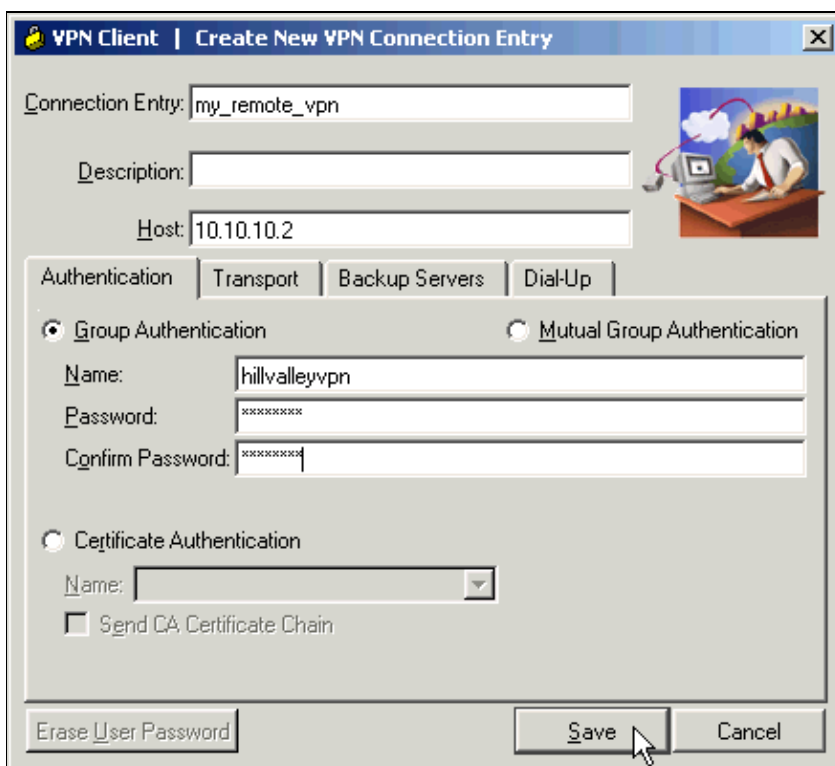 VPN Client | Create New VPN Connection Entry
Connection Entry: my_remote_vpn
Description:
Host: 10.10.10.2
Authentication Transport Backup Servers Dial-Up
Group Authentication Mutual Group Authentication
Name: hillvalleyvpn
Password: ********
Confirm Password: ********
Certificate Authentication
Name:
Send CA Certificate Chain
Erase User Password Save Cancel